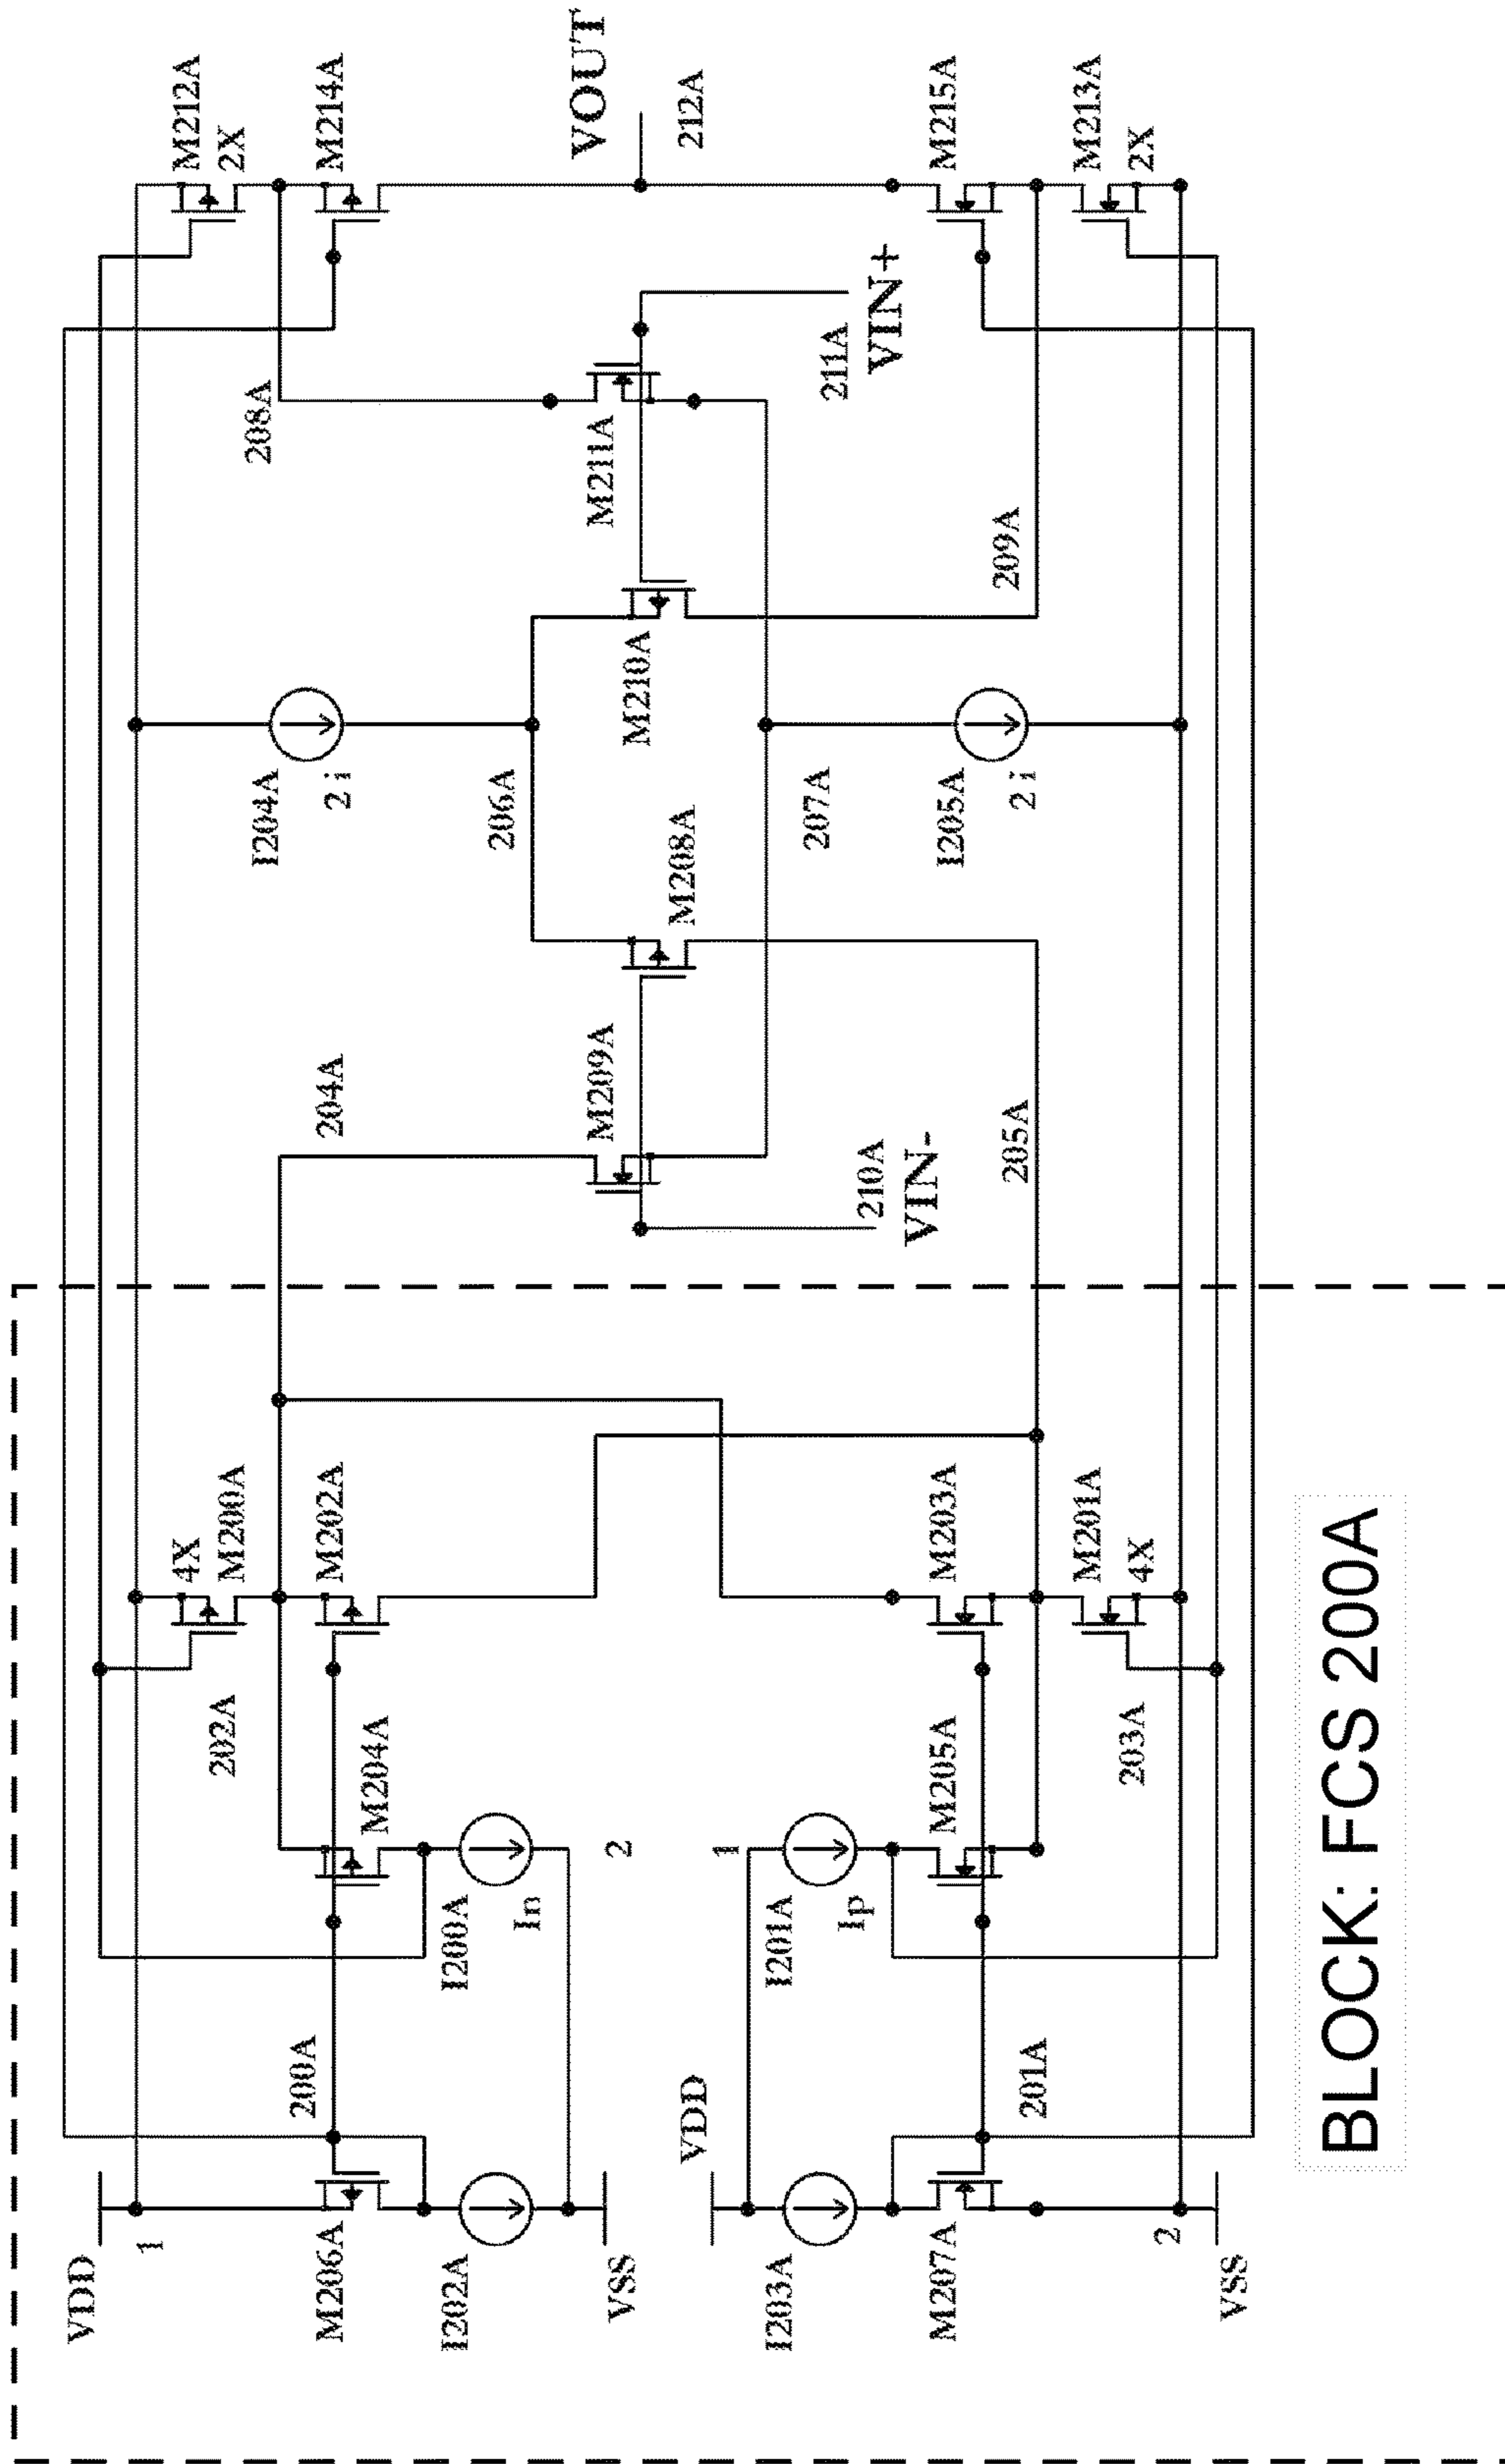 VDD
1
M206A
I202A
VSS
VDD
I203A
M207A
2
VSS
200A
201A
I200A
In
2
1
I201A
Ip
M204A
M205A
202A
203A
4X
M200A
M202A
M203A
M201A
4X
204A
205A
M209A
210A
VIN-
M208A
206A
207A
I204A
2 i
I205A
2 i
M210A
M211A
208A
209A
211A
VIN+
M212A
2X
M214A
VOUT
212A
M215A
M213A
2X
BLOCK: FCS 200A